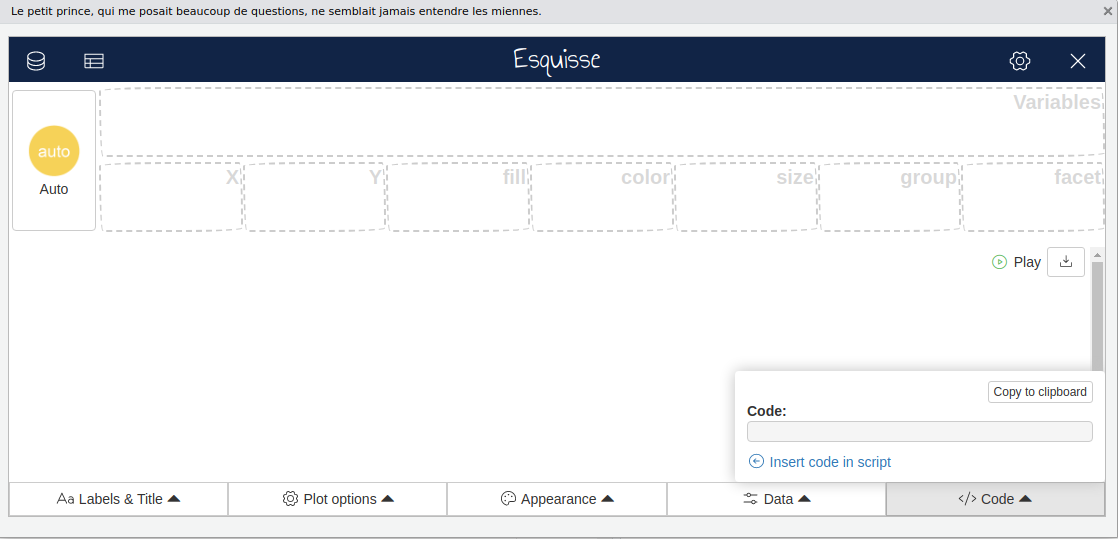 Le petit prince, qui me posait beaucoup de questions, ne semblait jamais entendre les miennes.
Esquisse
auto
Auto
Variables
X Y fill color size group facet
Play
Copy to clipboard
Code:
Insert code in script
Aa Labels & Title Plot options Appearance Data </> Code